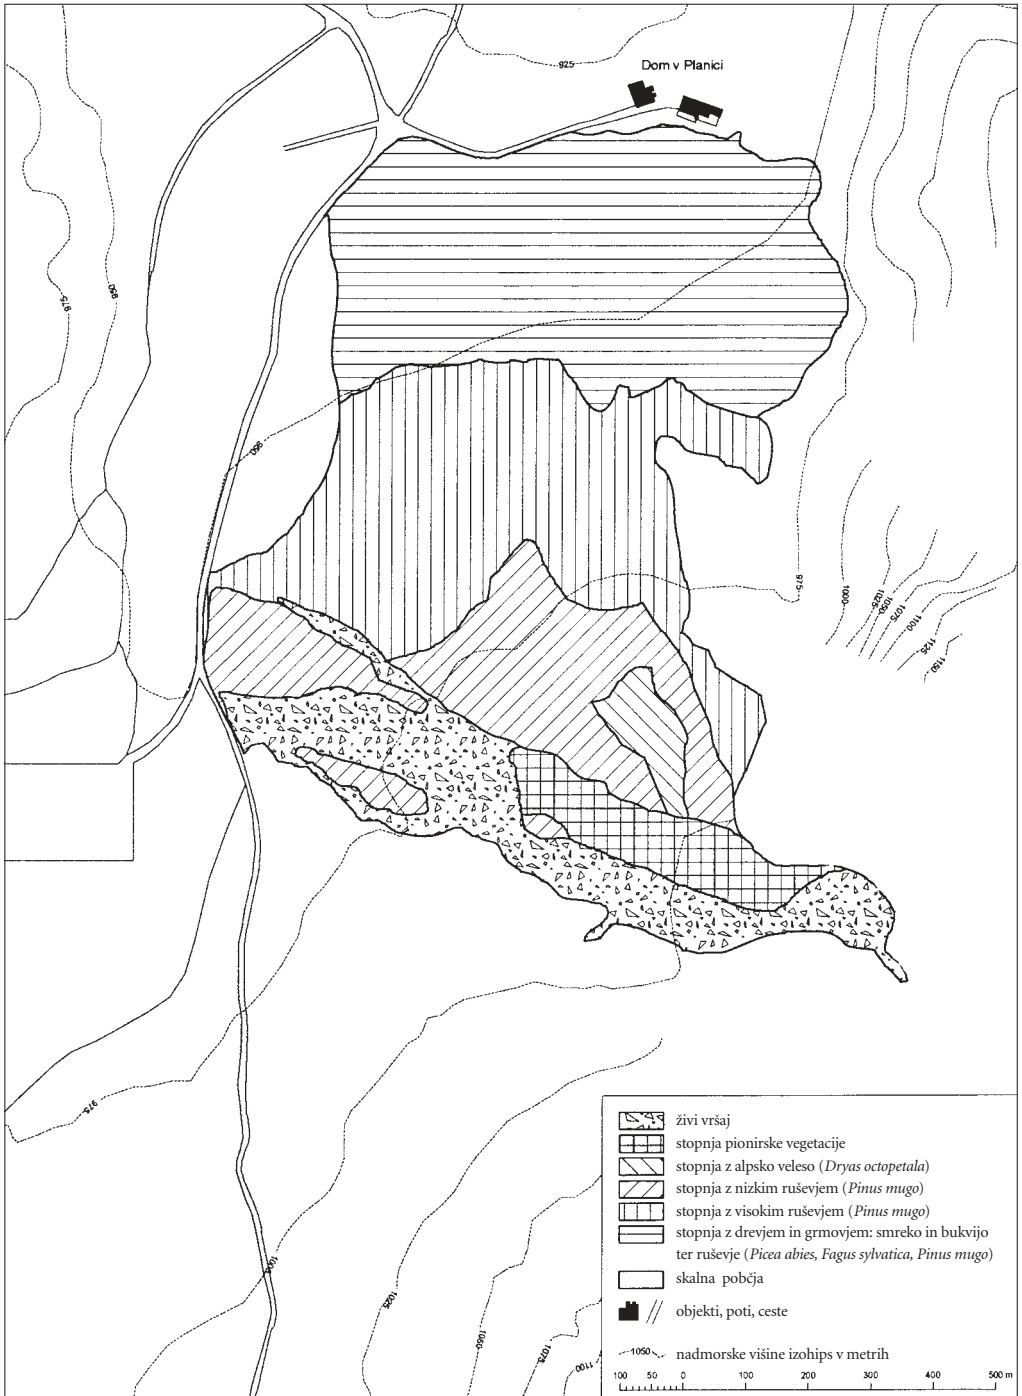 925
Dom v Planici
975
950
950
975
1000
1025
1050
1075
1100
1125
1150
975
1025
1050
1075
1100
živi vršaj
stopnja pionirske vegetacije
stopnja z alpsko veleso (Dryas octopetala)
stopnja z nizkim ruševjem (Pinus mugo)
stopnja z visokim ruševjem (Pinus mugo)
stopnja z drevjem in grmovjem: smreko in bukvijo
ter ruševje (Picea abies, Fagus sylvatica, Pinus mugo)
skalna pobčja
objekti, poti, ceste
1050 nadmorske višine izohips v metrih
100 50 0 100 200 300 400 500 m